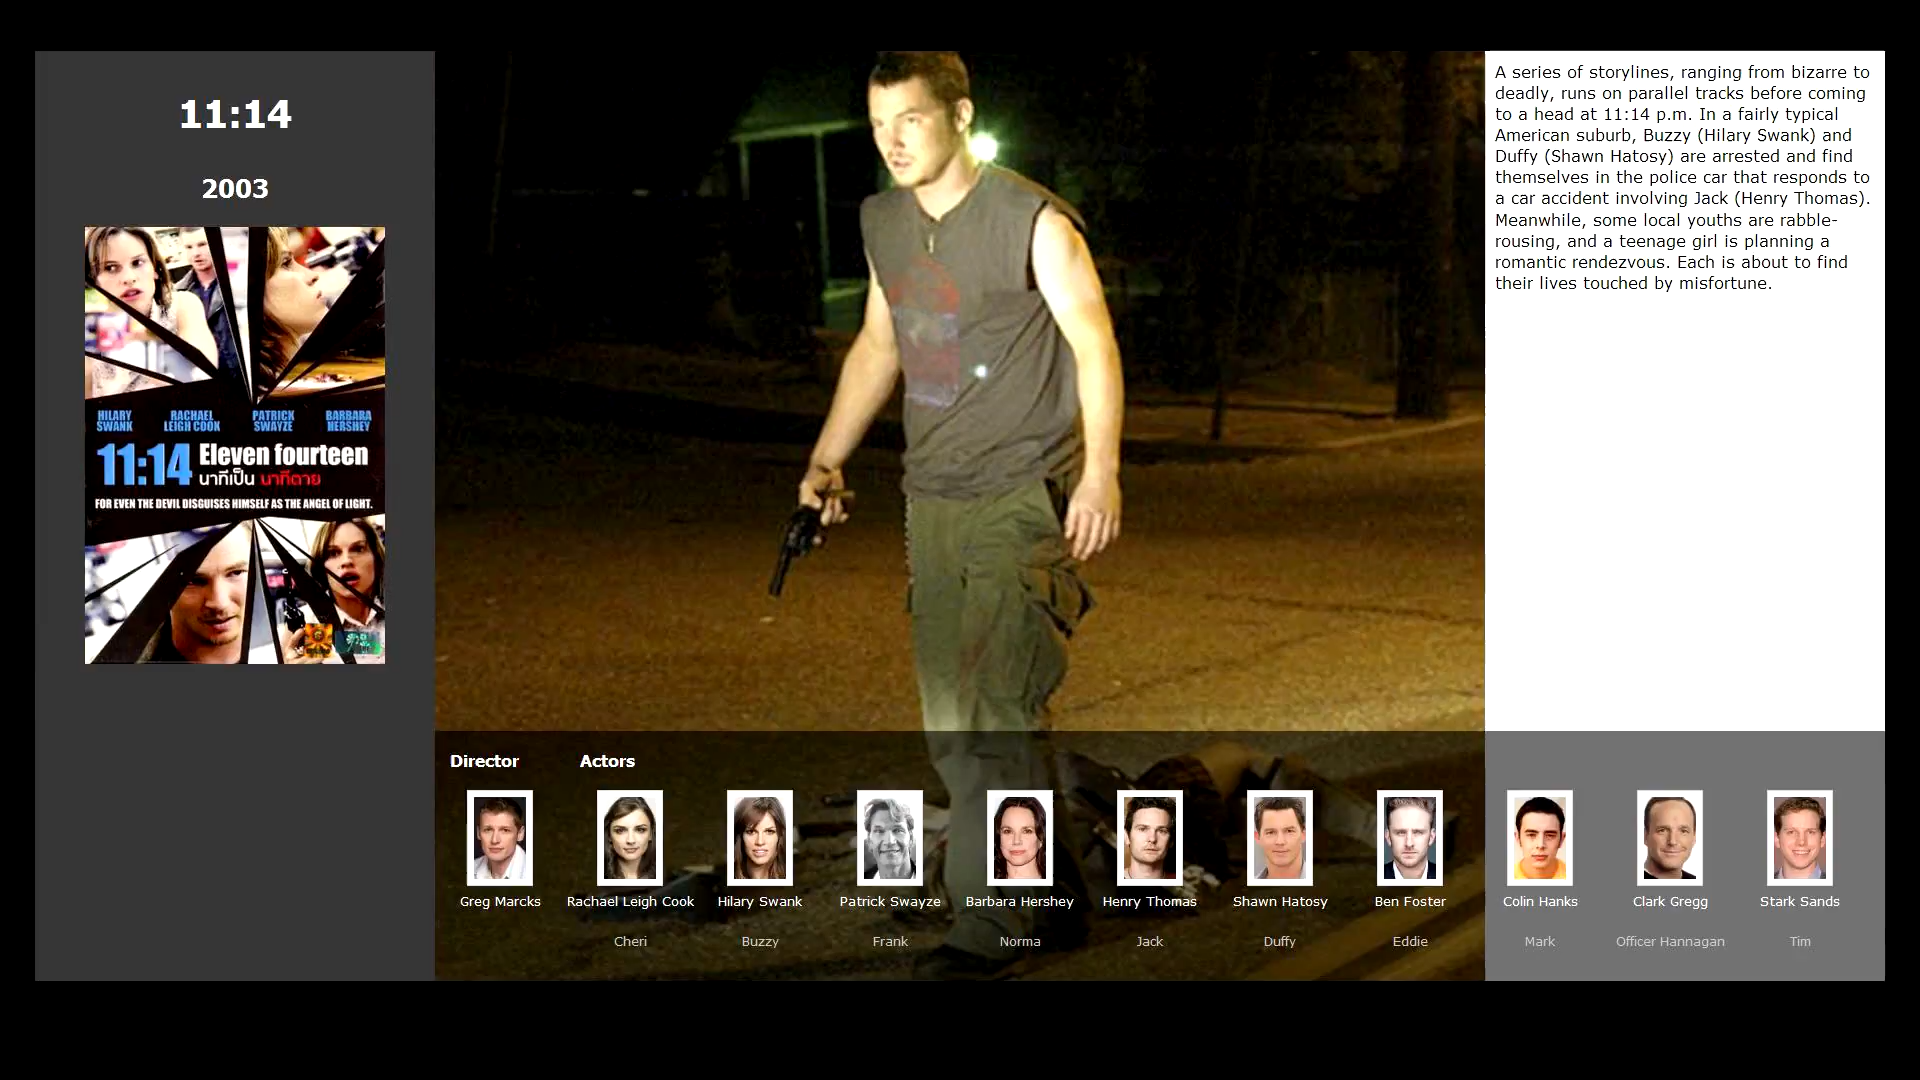 11:14
2003
HILARY SWANK
RACHAEL LEIGH COOK
PATRICK SWAYZE
BARBARA HERSHEY
11:14 Eleven fourteen
นาทีเป็น นาทีตาย
FOR EVEN THE DEVIL DISGUISES HIMSELF AS THE ANGEL OF LIGHT.
A series of storylines, ranging from bizarre to
deadly, runs on parallel tracks before coming
to a head at 11:14 p.m. In a fairly typical
American suburb, Buzzy (Hilary Swank) and
Duffy (Shawn Hatosy) are arrested and find
themselves in the police car that responds to
a car accident involving Jack (Henry Thomas).
Meanwhile, some local youths are rabble-
rousing, and a teenage girl is planning a
romantic rendezvous. Each is about to find
their lives touched by misfortune.
Director Actors
Greg Marcks Rachael Leigh Cook Hilary Swank Patrick Swayze Barbara Hershey Henry Thomas Shawn Hatosy Ben Foster Colin Hanks Clark Gregg Stark Sands
Cheri Buzzy Frank Norma Jack Duffy Eddie Mark Officer Hannagan Tim